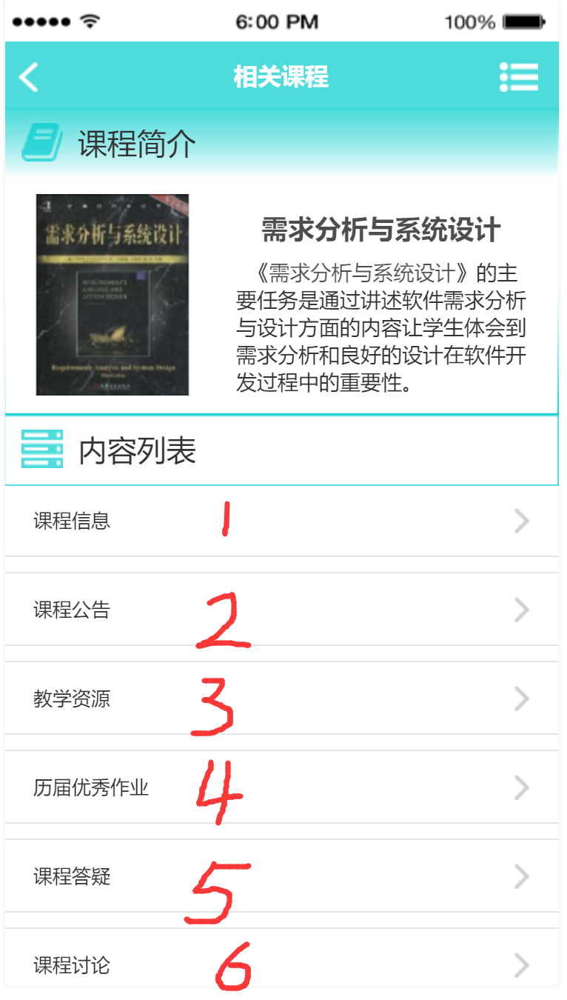 6:00 PM
100%
相关课程
课程简介
需求分析与系统设计
REQUIREMENTS
ANALYSIS AND
SYSTEM DESIGN
Requirements Analysis and System Design
需求分析与系统设计
《需求分析与系统设计》的主
要任务是通过讲述软件需求分析
与设计方面的内容让学生体会到
需求分析和良好的设计在软件开
发过程中的重要性。
内容列表
课程信息 1
课程公告 2
教学资源 3
历届优秀作业 4
课程答疑 5
课程讨论 6